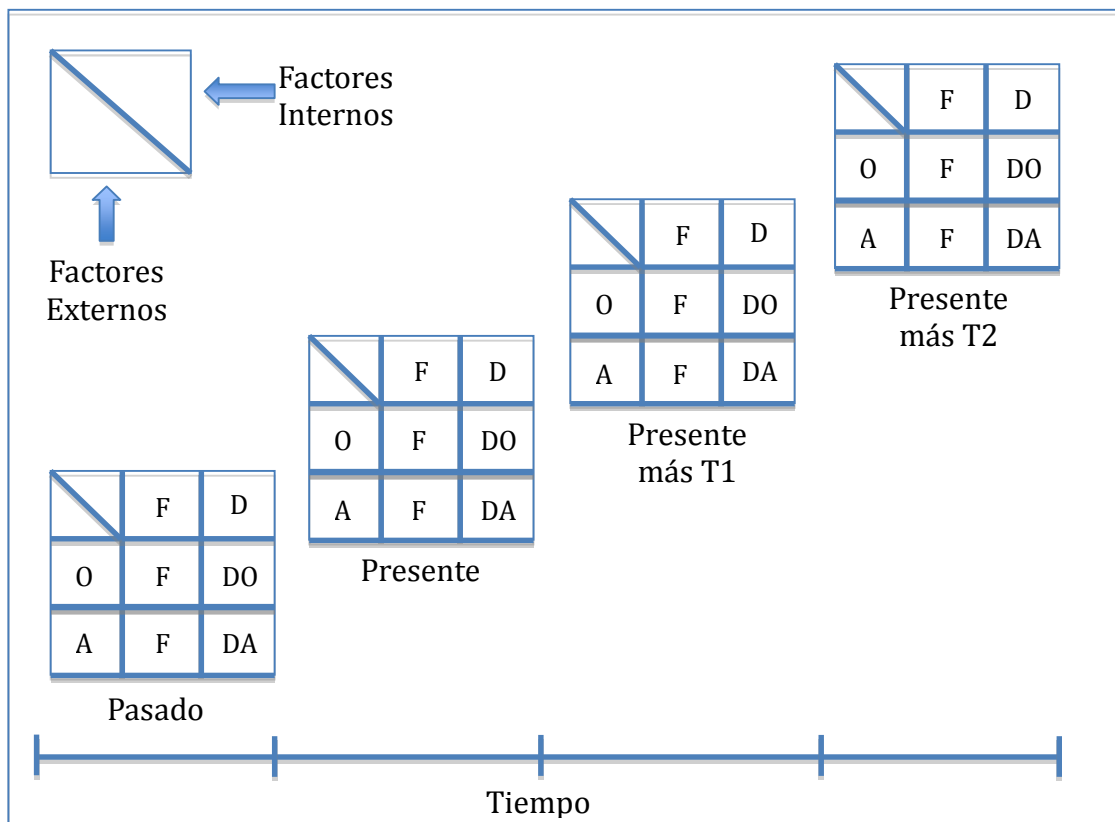 Factores
Internos
Factores
Externos
F D
O F DO
A F DA
Pasado
F D
O F DO
A F DA
Presente
F D
O F DO
A F DA
Presente
más T1
F D
O F DO
A F DA
Presente
más T2
Tiempo